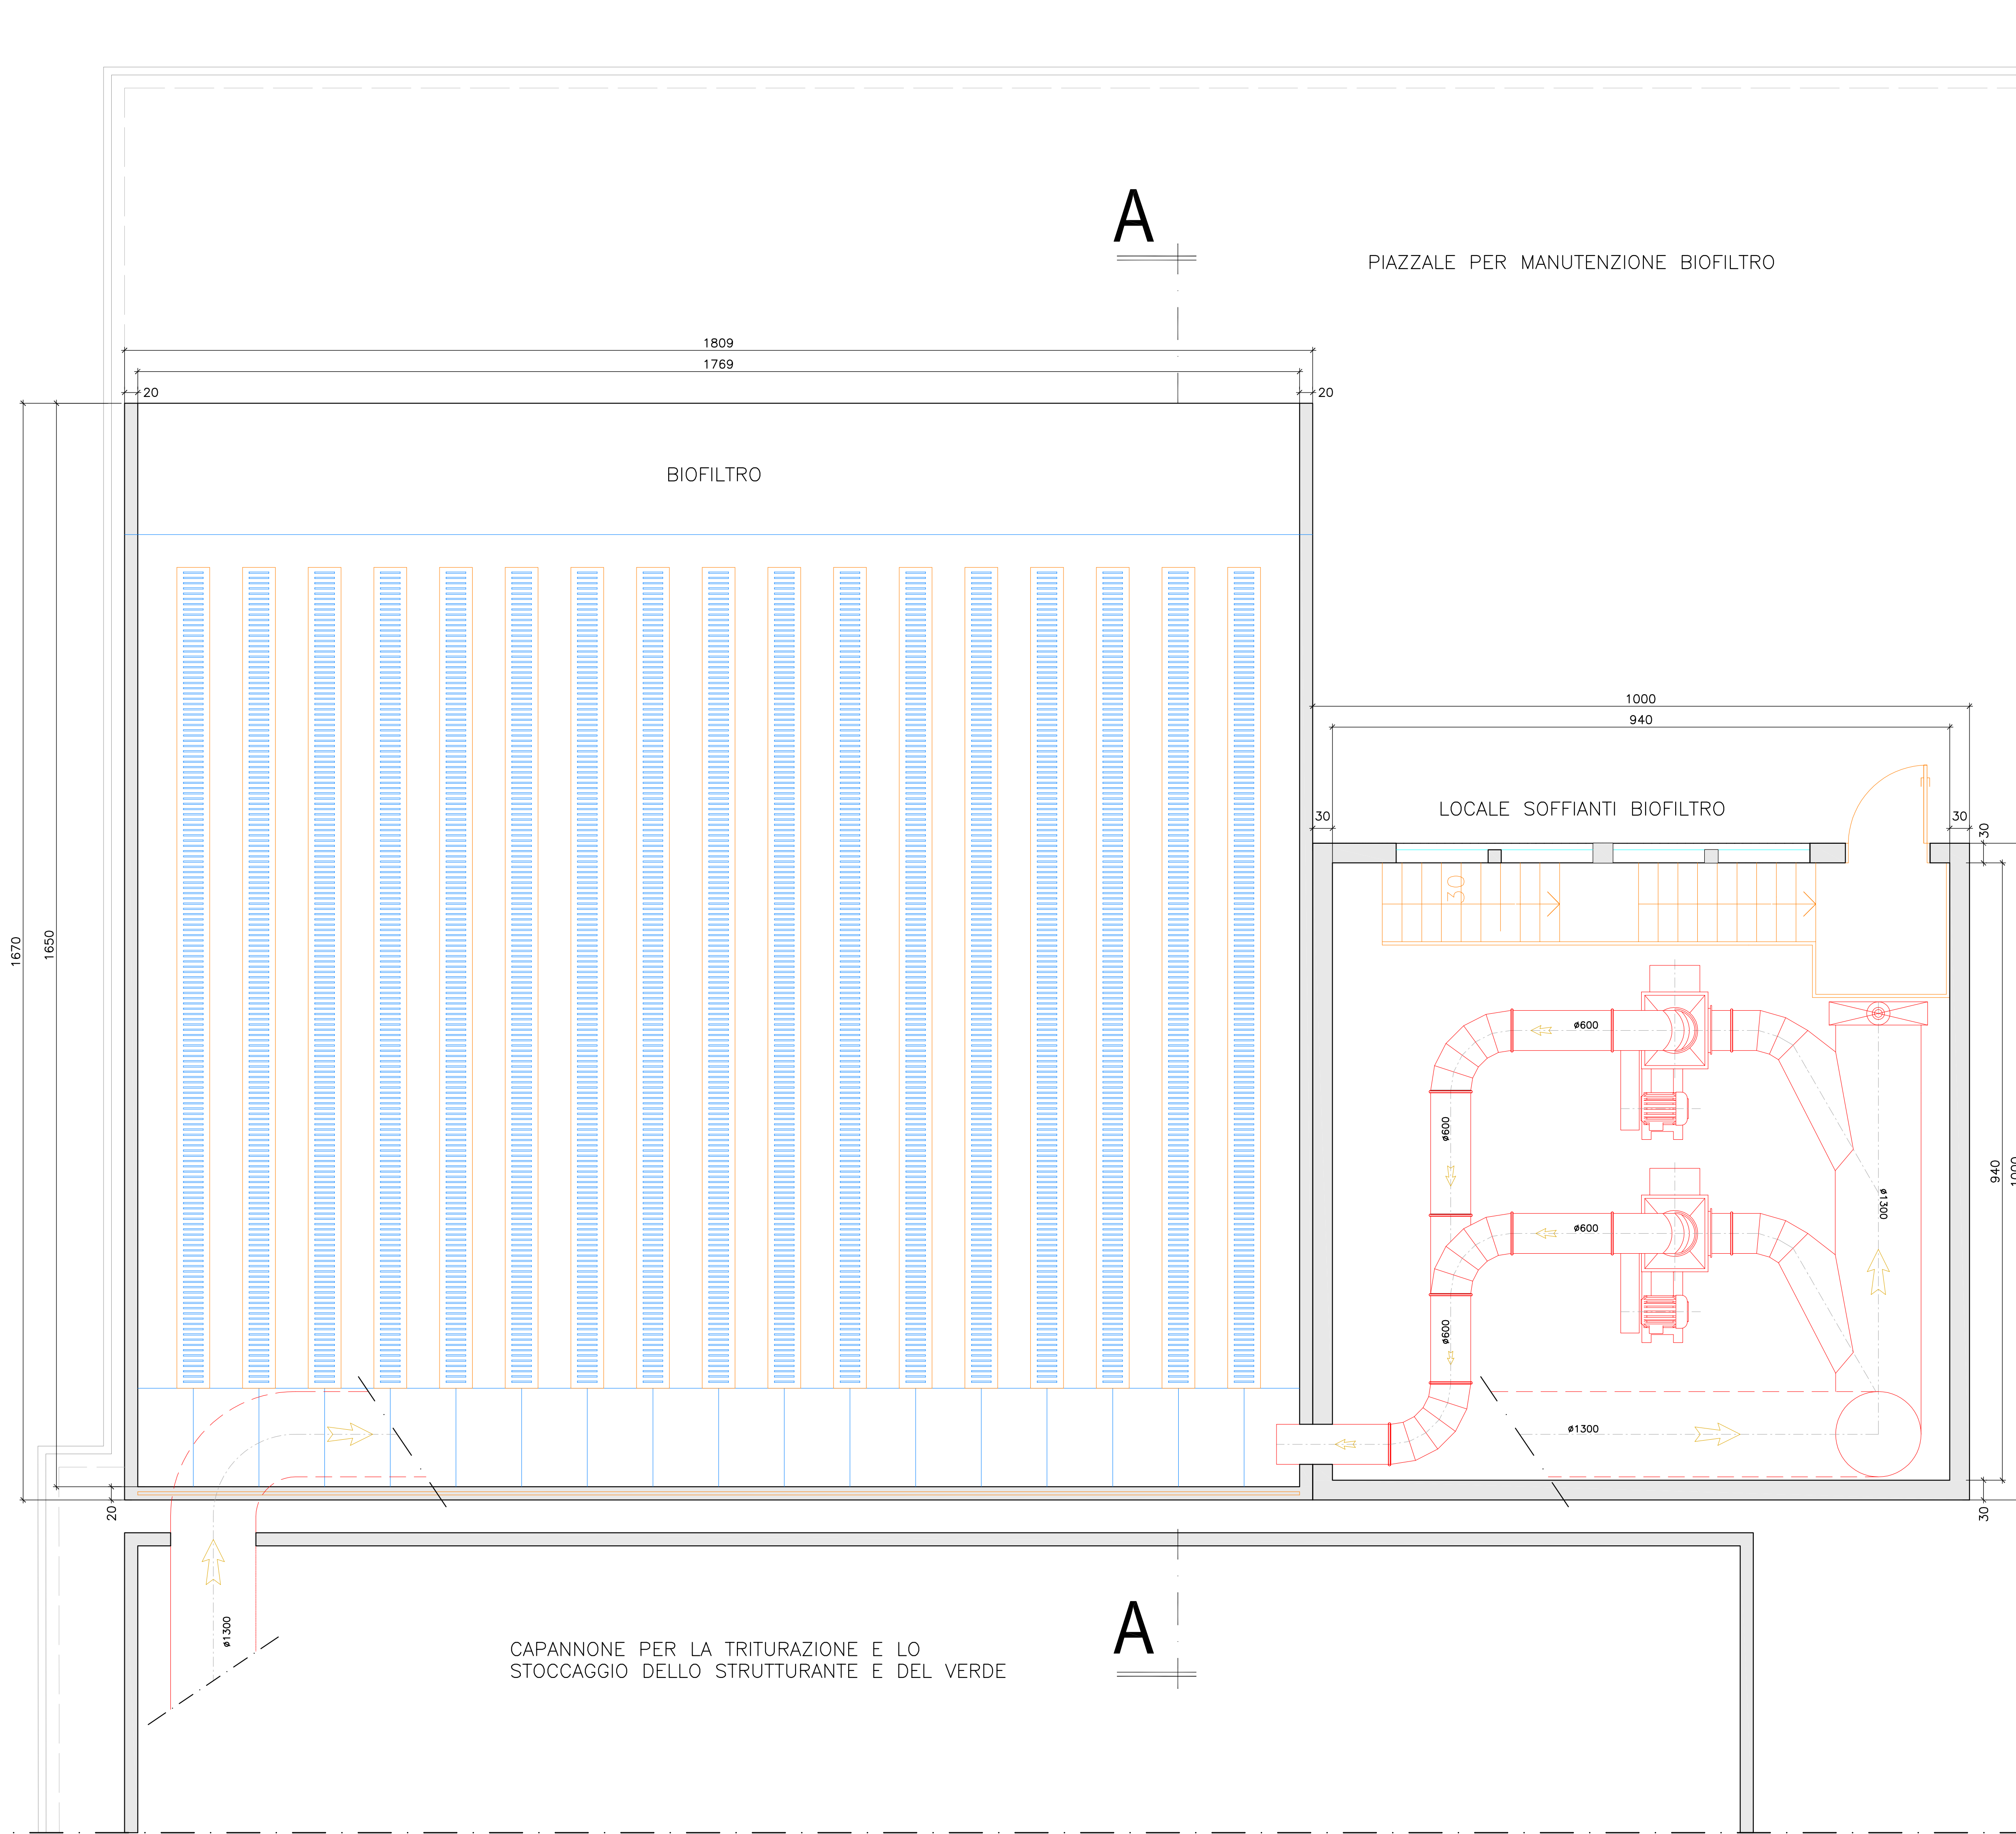 A
PIAZZALE PER MANUTENZIONE BIOFILTRO
1809
1769
20
20
BIOFILTRO
1000
940
LOCALE SOFFIANTI BIOFILTRO
30
30
30
30
1670
1650
ø600
ø600
ø600
ø600
ø1300
940
1000
ø1300
20
30
ø1300
A
CAPANNONE PER LA TRITURAZIONE E LO
STOCCAGGIO DELLO STRUTTURANTE E DEL VERDE